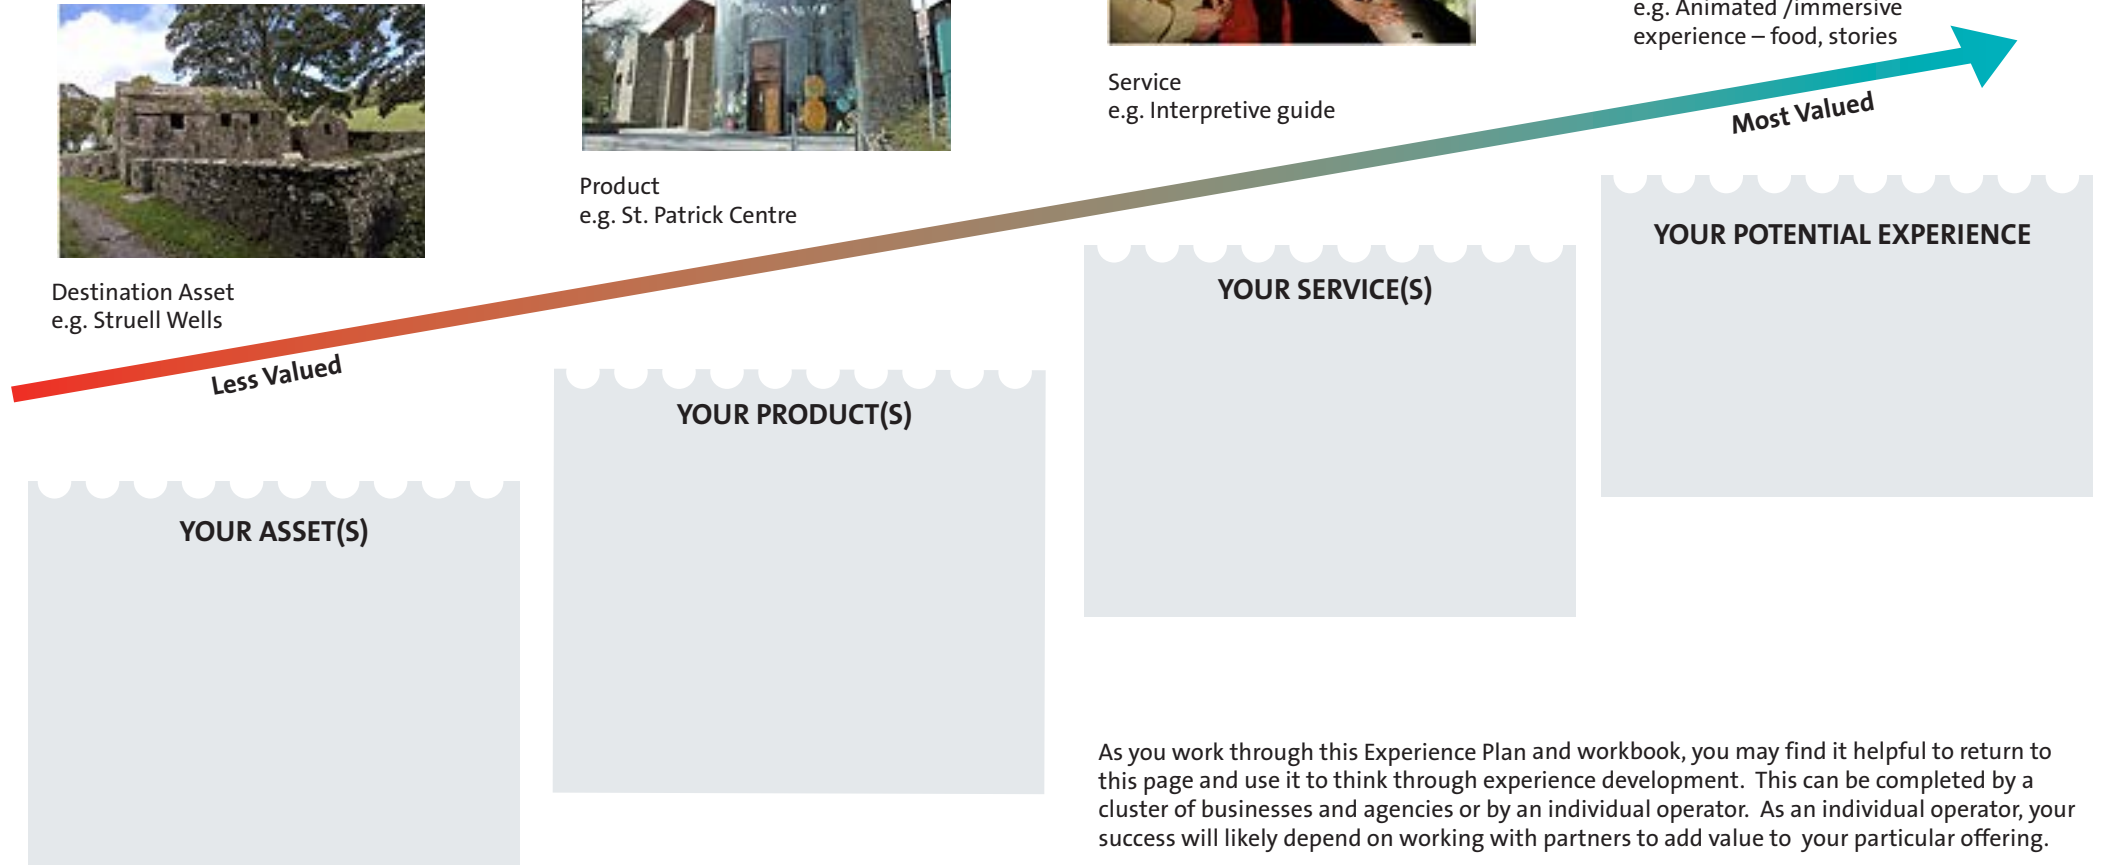 e.g. Animated /immersive
experience – food, stories
Service
e.g. Interpretive guide
Most Valued
Product
e.g. St. Patrick Centre
Destination Asset
e.g. Struell Wells
Less Valued
YOUR POTENTIAL EXPERIENCE
YOUR SERVICE(S)
YOUR PRODUCT(S)
YOUR ASSET(S)
As you work through this Experience Plan and workbook, you may find it helpful to return to
this page and use it to think through experience development.  This can be completed by a
cluster of businesses and agencies or by an individual operator.  As an individual operator, your
success will likely depend on working with partners to add value to  your particular offering.